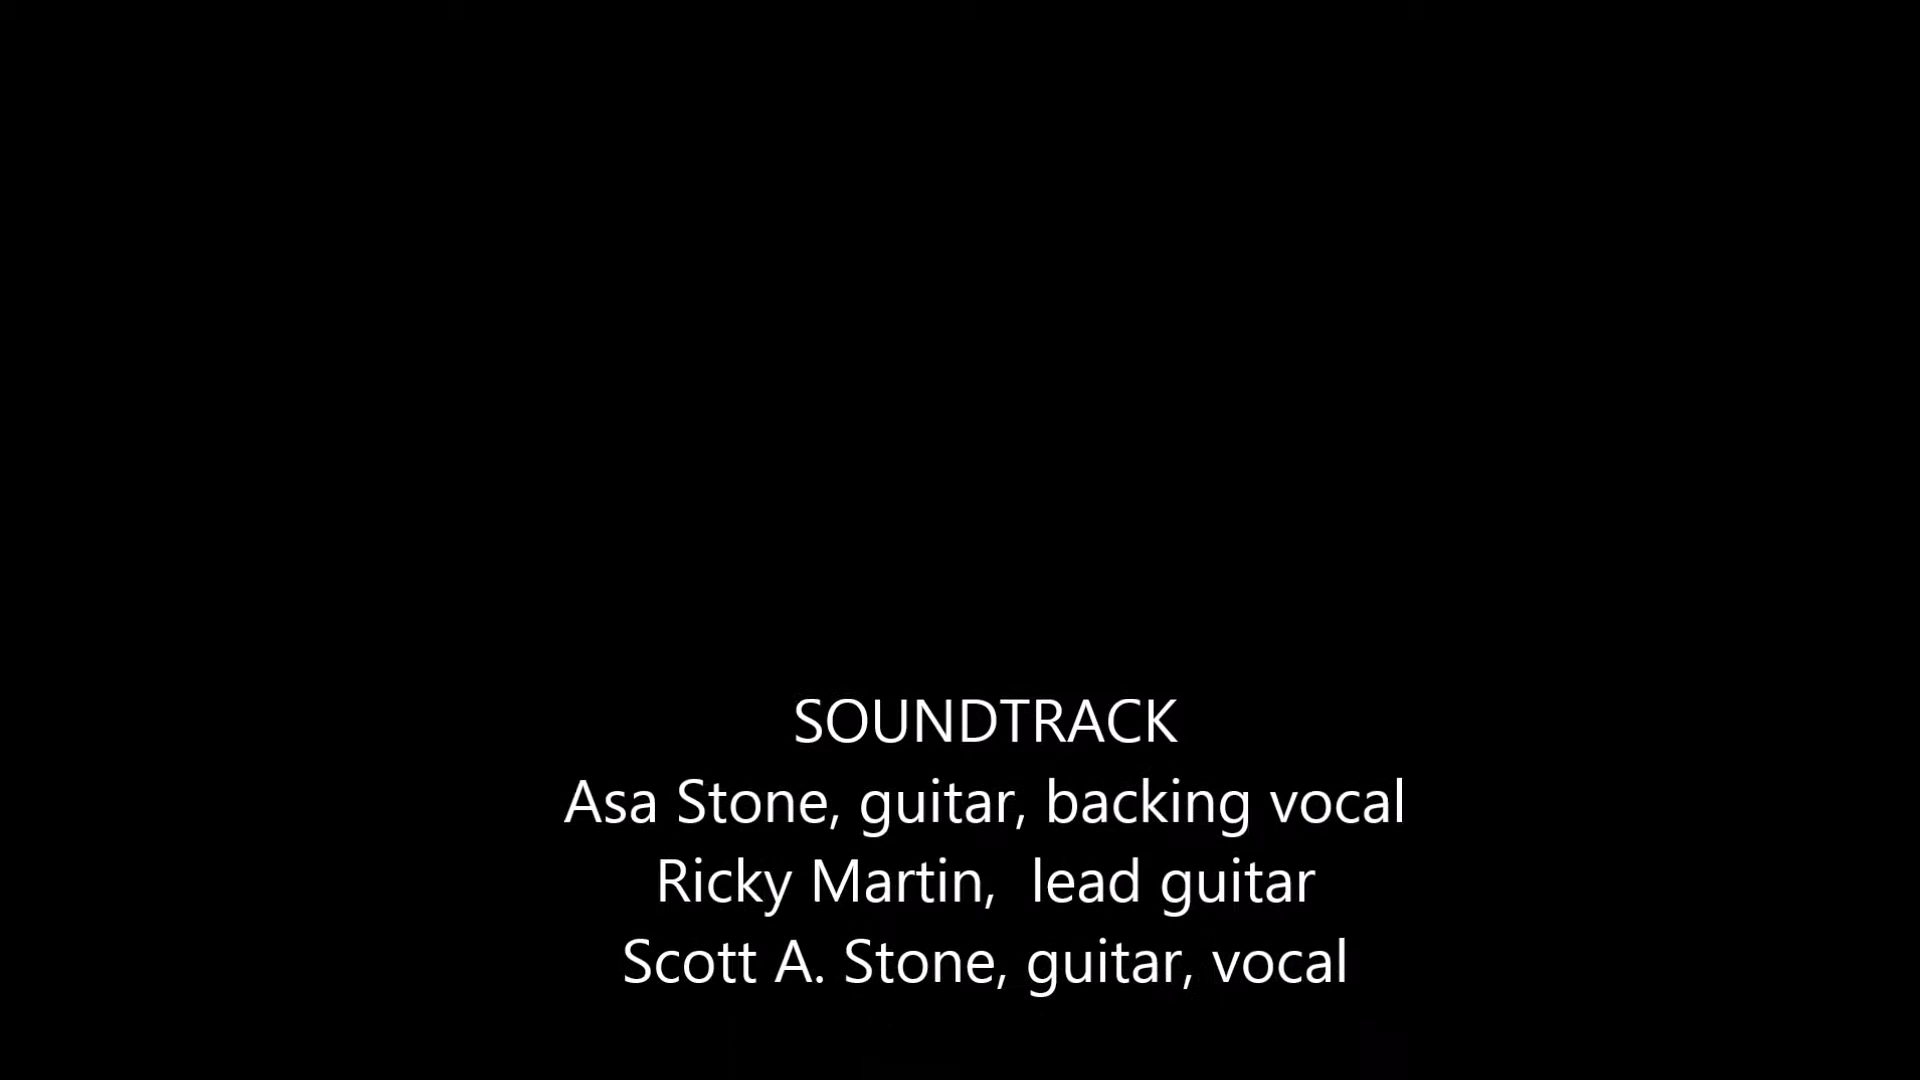 SOUNDTRACK
Asa Stone, guitar, backing vocal
Ricky Martin,  lead guitar
Scott A. Stone, guitar, vocal